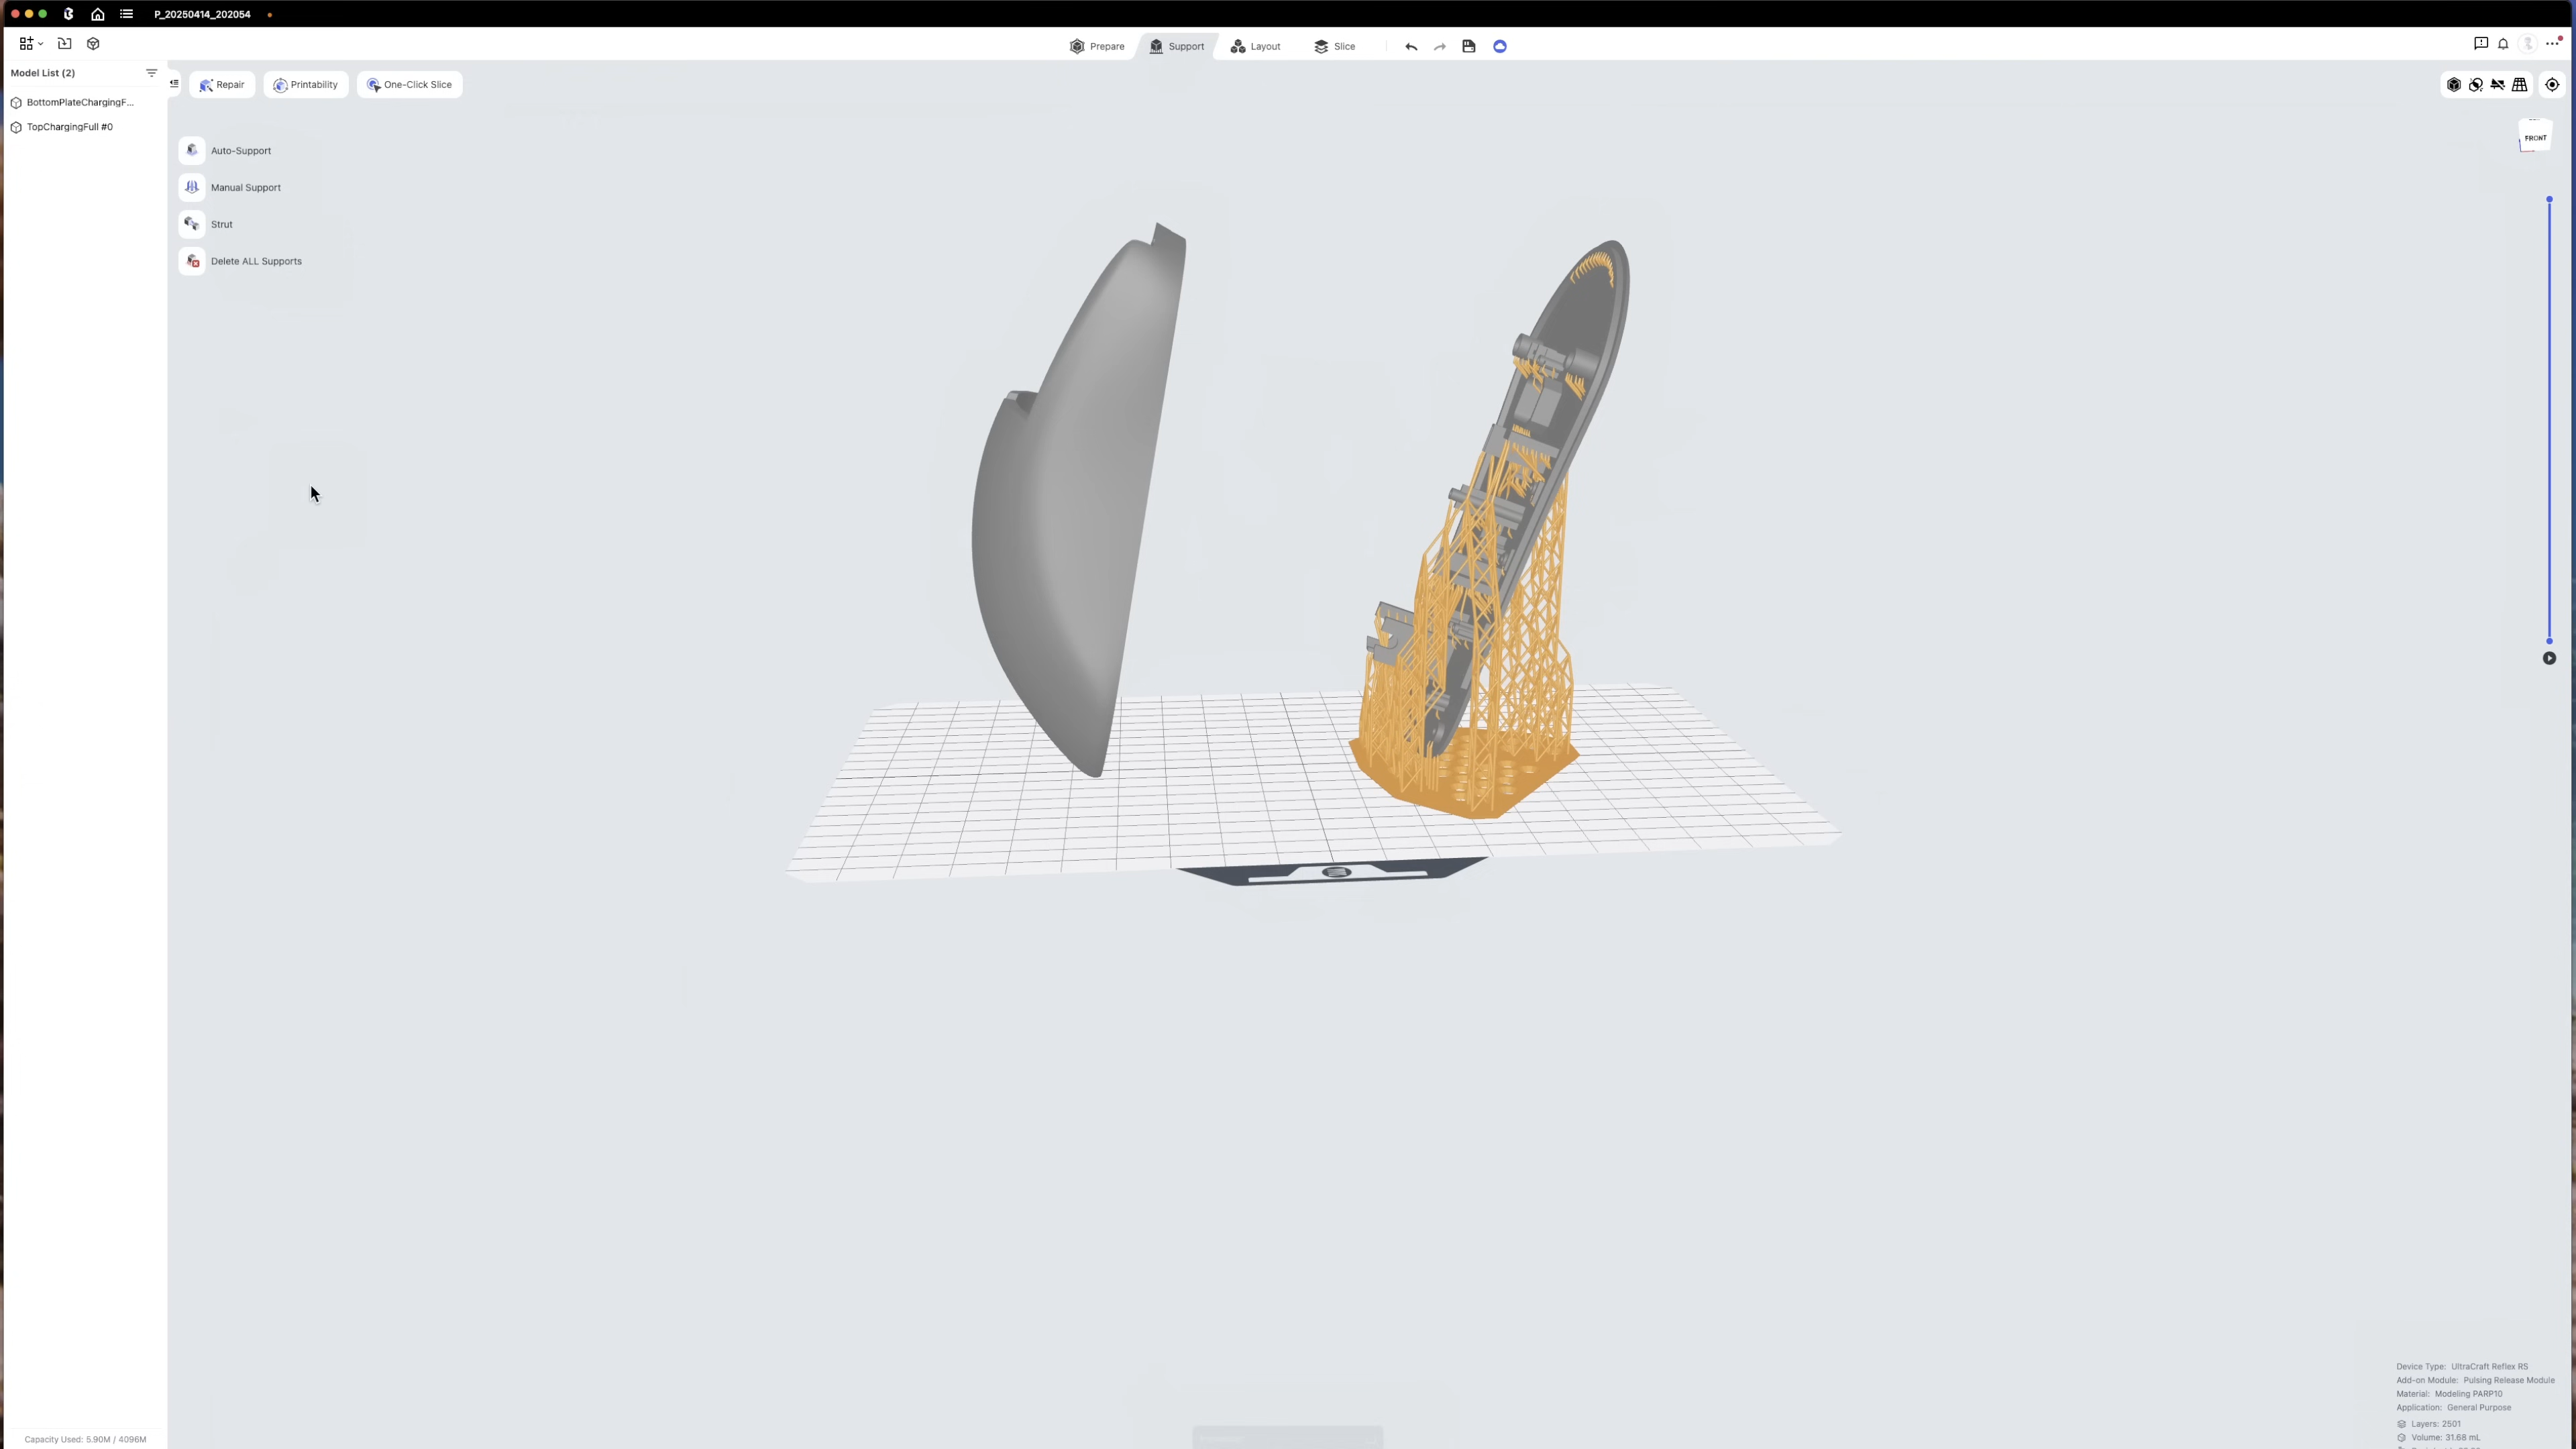 P_20250414_202054
Prepare
Support
Layout
Slice
Model List (2)
Repair
Printability
One-Click Slice
BottomPlateChargingF...
TopChargingFull #0
FRONT
Auto-Support
Manual Support
Strut
Delete ALL Supports
Device Type: UltraCraft Reflex RS
Add-on Module: Pulsing Release Module
Material: Modeling PARP10
Application: General Purpose
Layers: 2501
Volume: 31.68 mL
Capacity Used: 5.90M / 4096M